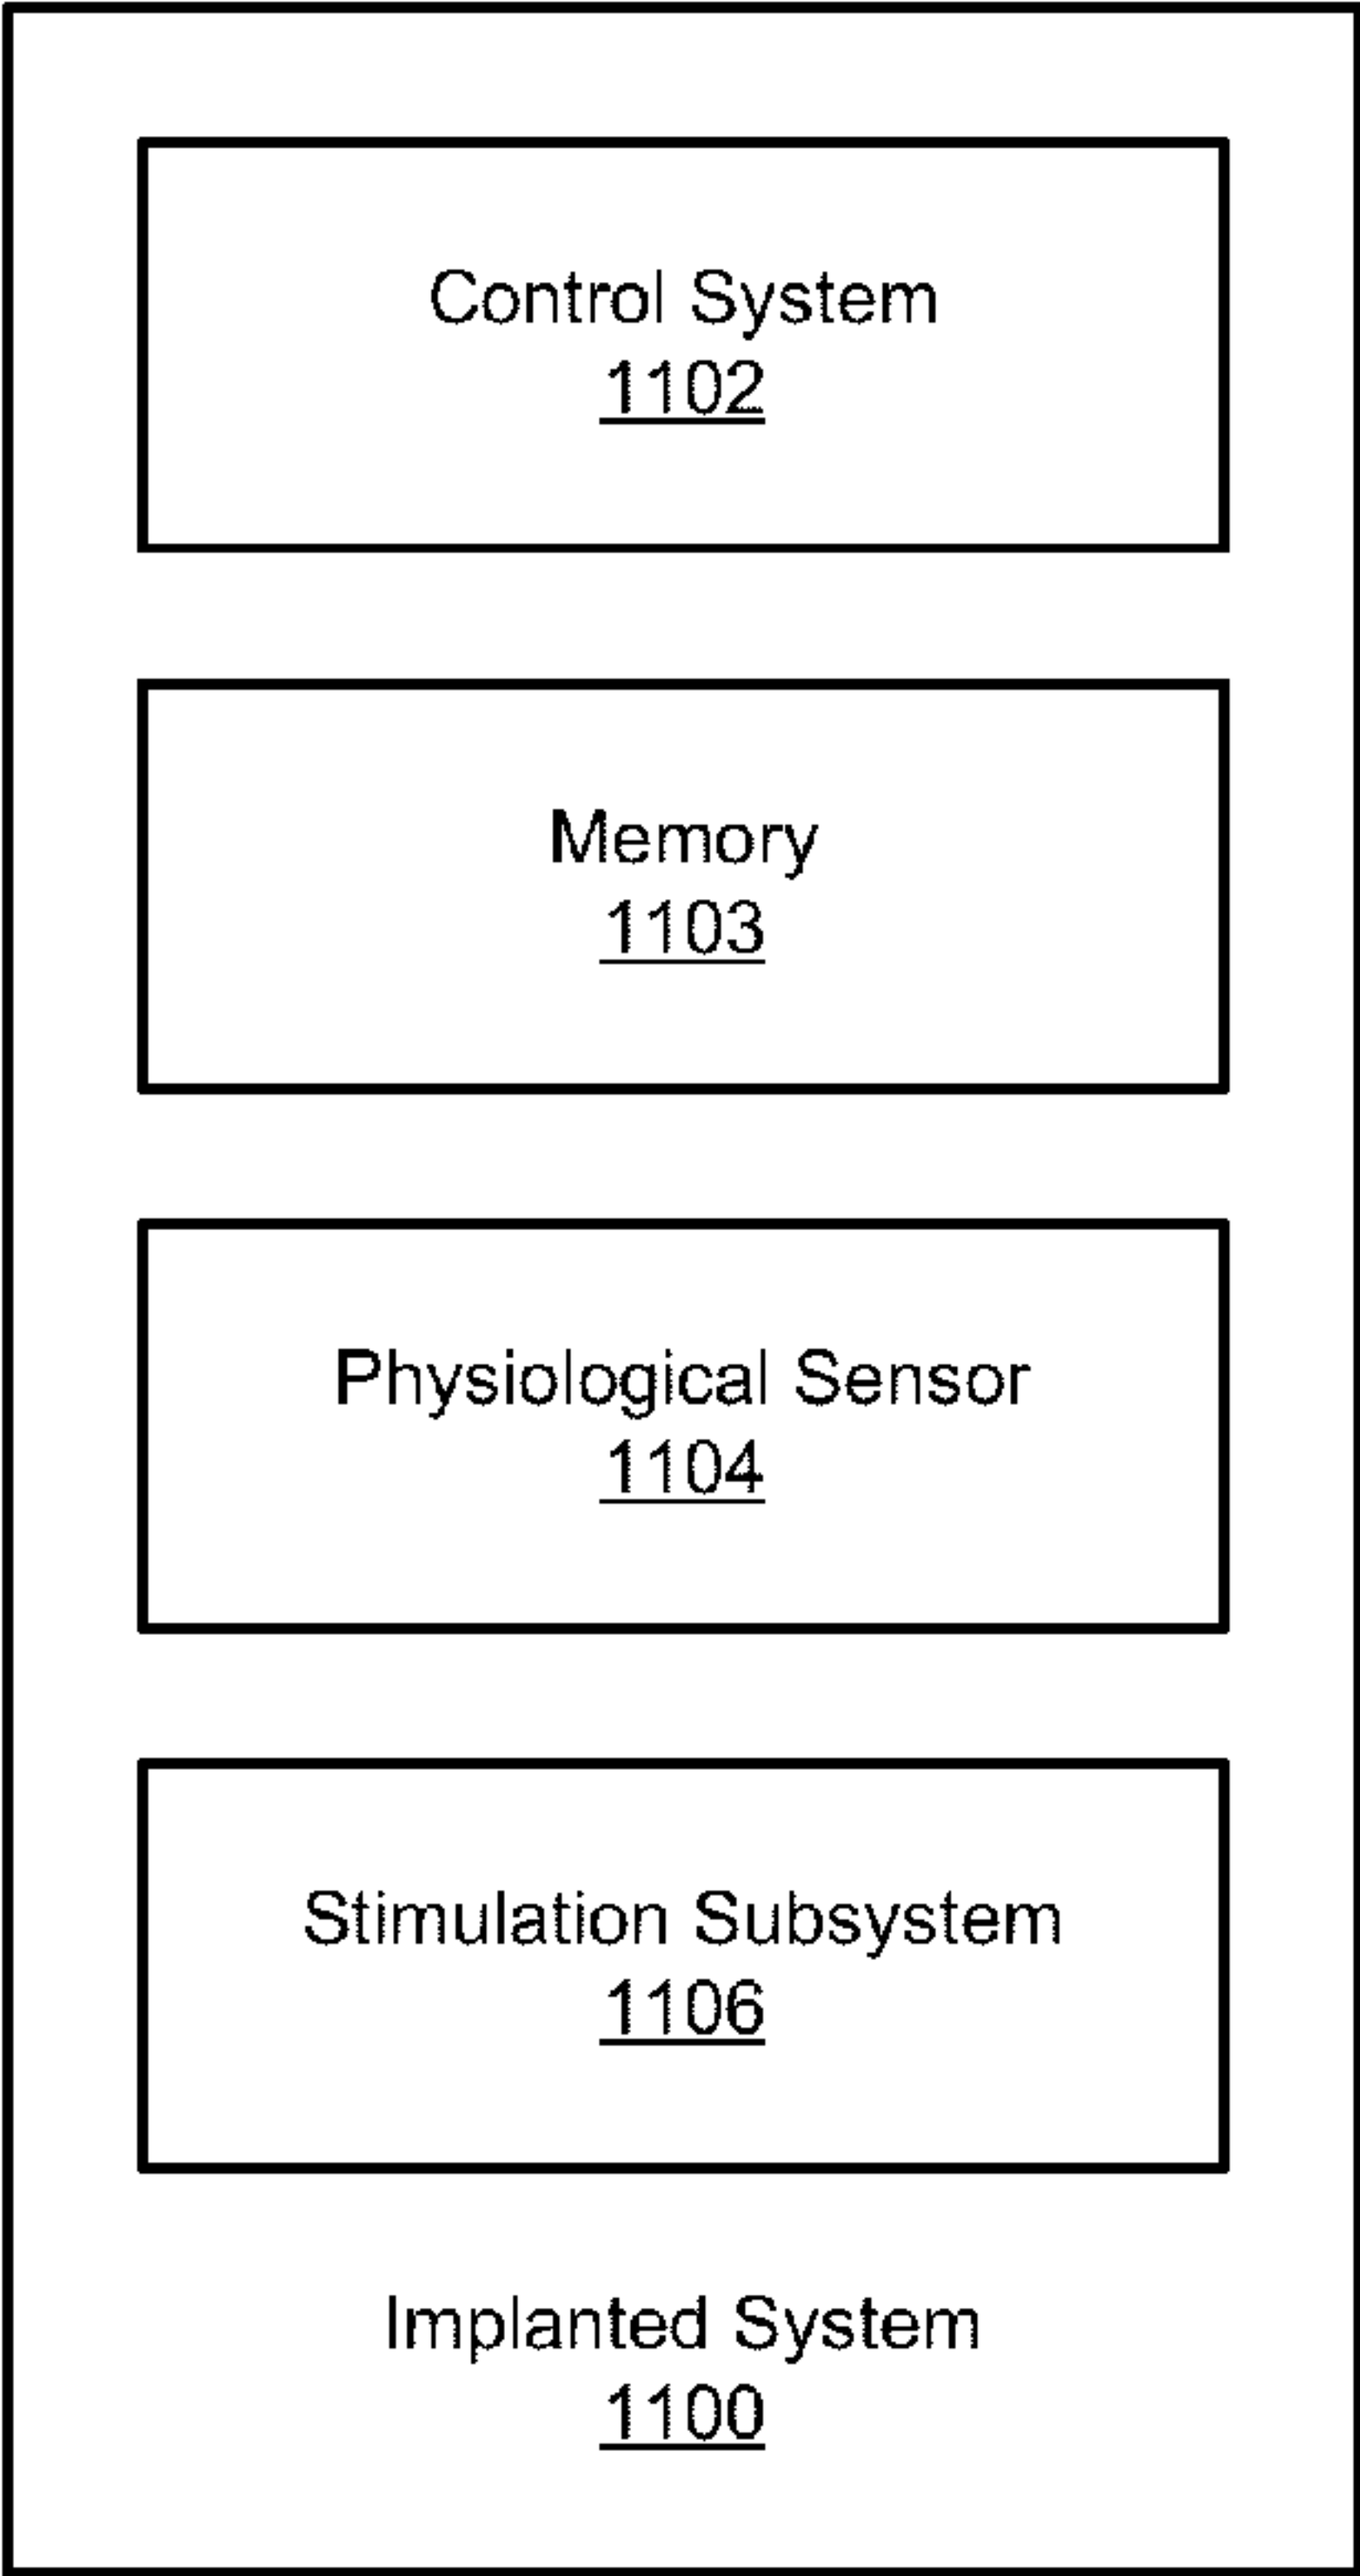 Control System
1102
Memory
1103
Physiological Sensor
1104
Stimulation Subsystem
1106
Implanted System
1100